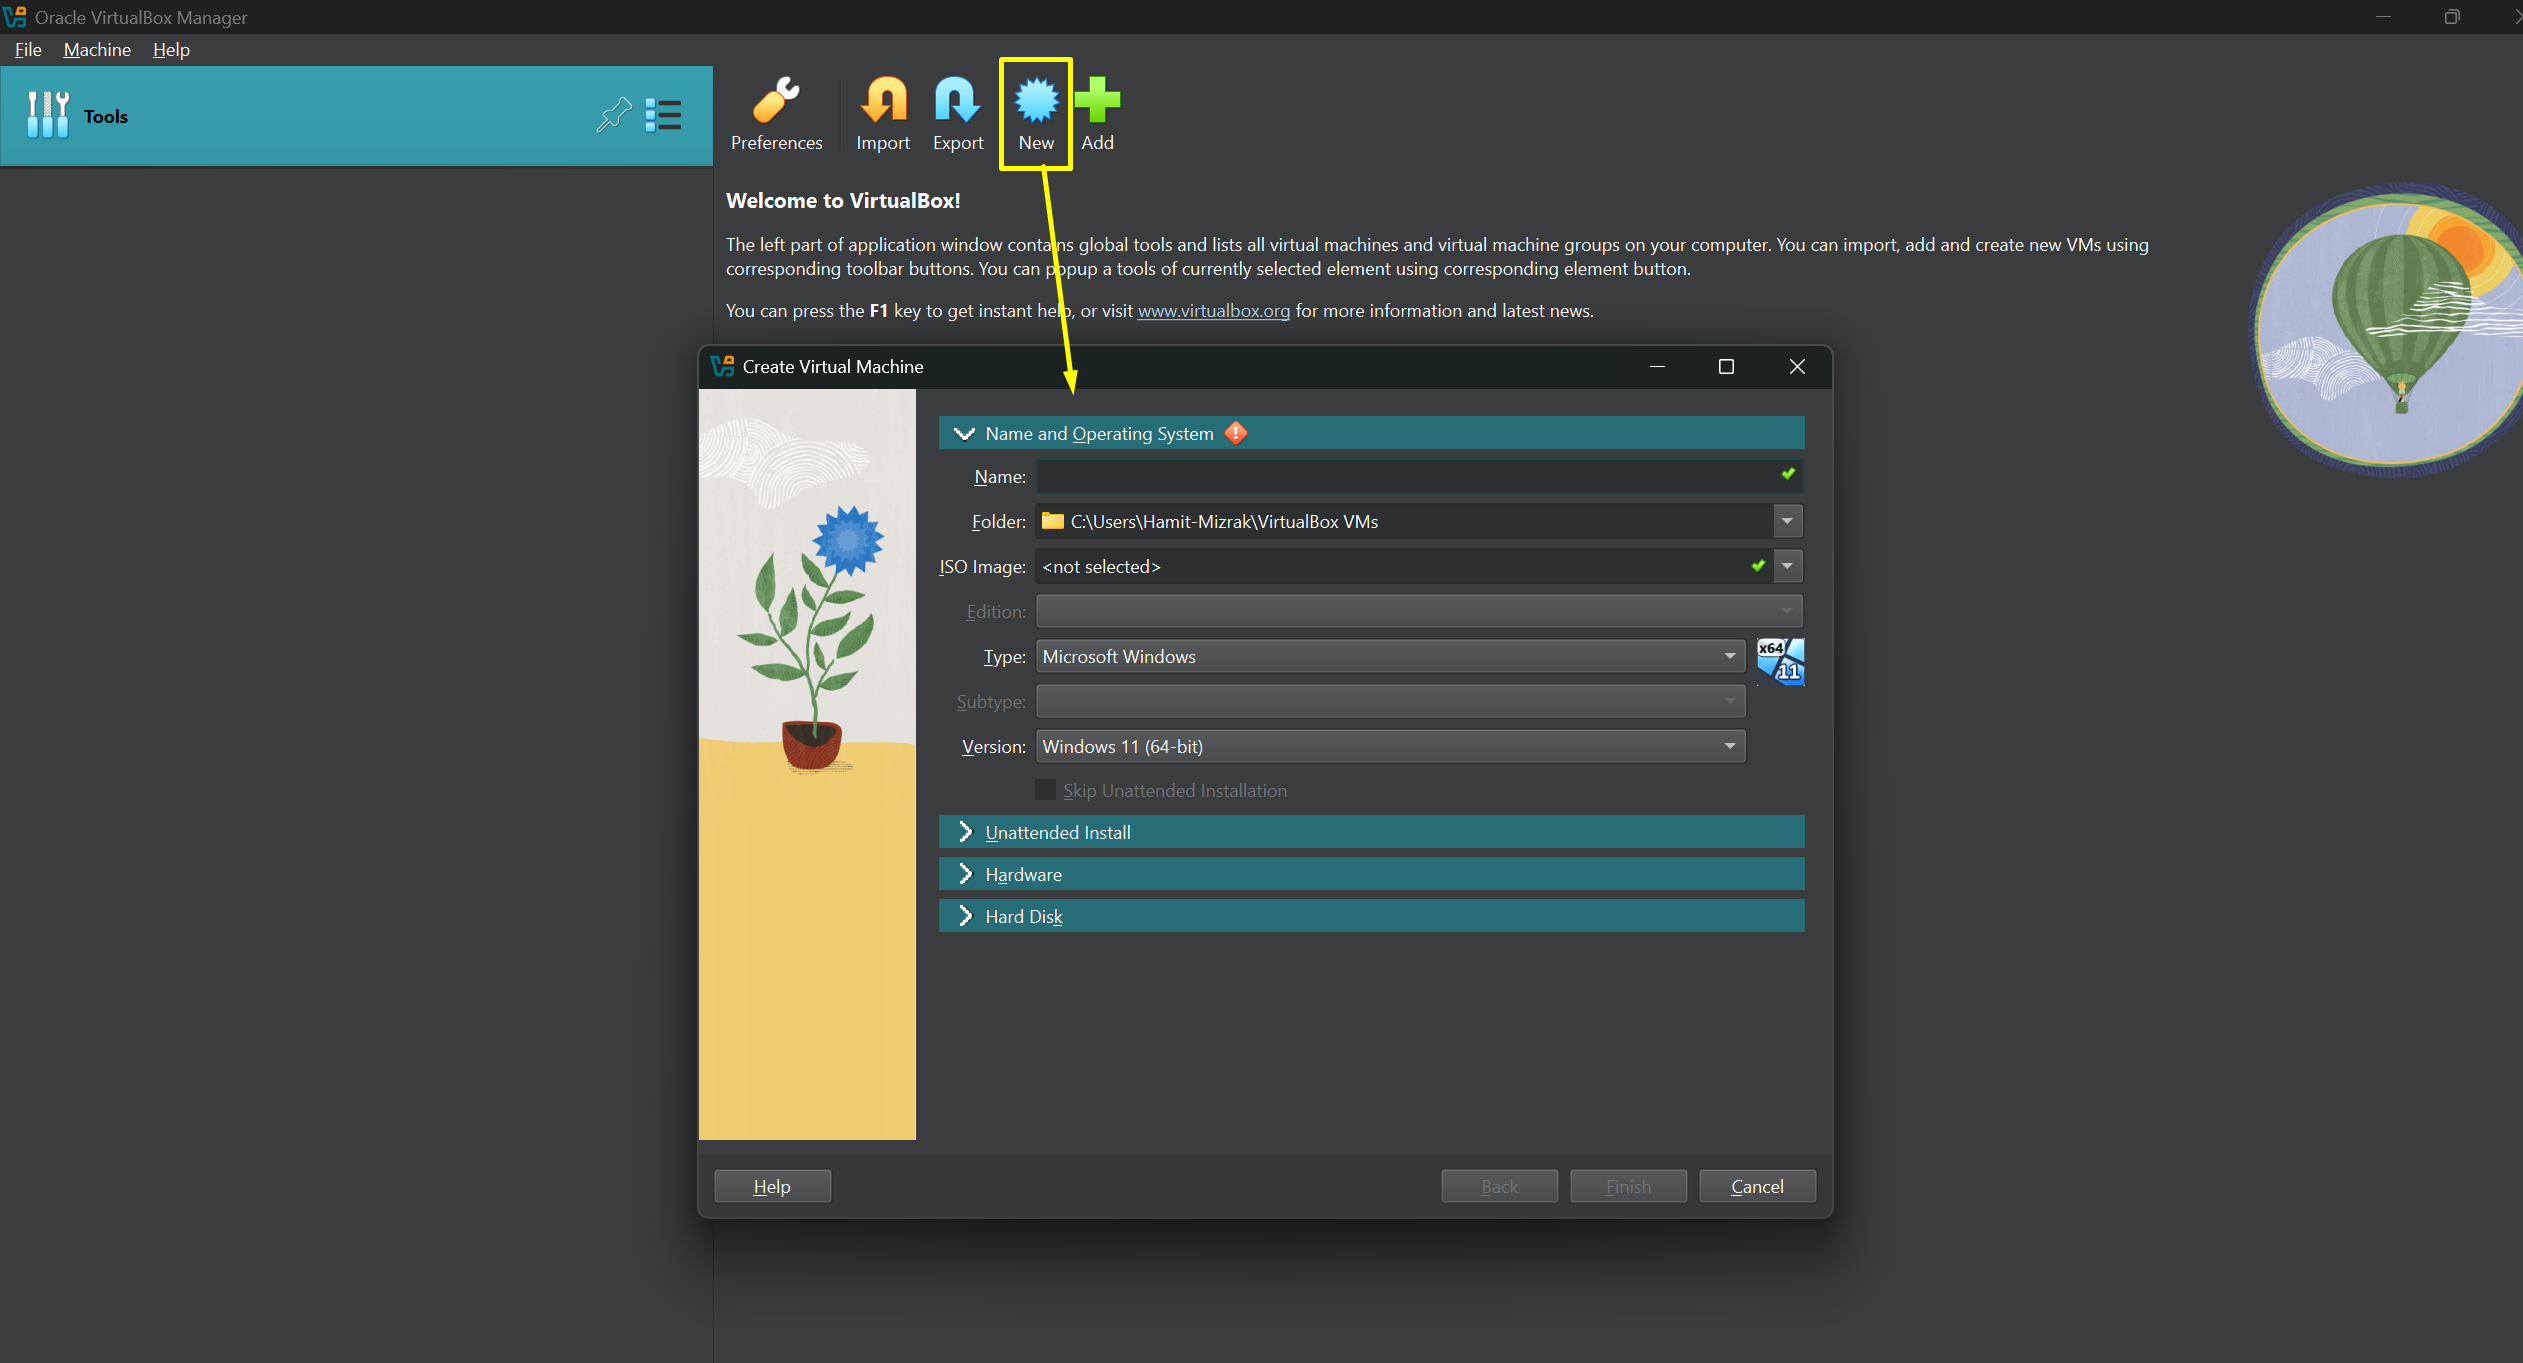 Oracle VirtualBox Manager
File Machine Help
Tools
Preferences Import Export New Add
Welcome to VirtualBox!
The left part of application window contains global tools and lists all virtual machines and virtual machine groups on your computer. You can import, add and create new VMs using
corresponding toolbar buttons. You can popup a tools of currently selected element using corresponding element button.
You can press the F1 key to get instant help, or visit www.virtualbox.org for more information and latest news.
Create Virtual Machine
Name and Operating System
Name:
Folder: C:\Users\Hamit-Mizrak\VirtualBox VMs
ISO Image: <not selected>
Edition:
Type: Microsoft Windows
x64
11
Subtype:
Version: Windows 11 (64-bit)
Skip Unattended Installation
Unattended Install
Hardware
Hard Disk
Help Back Finish Cancel